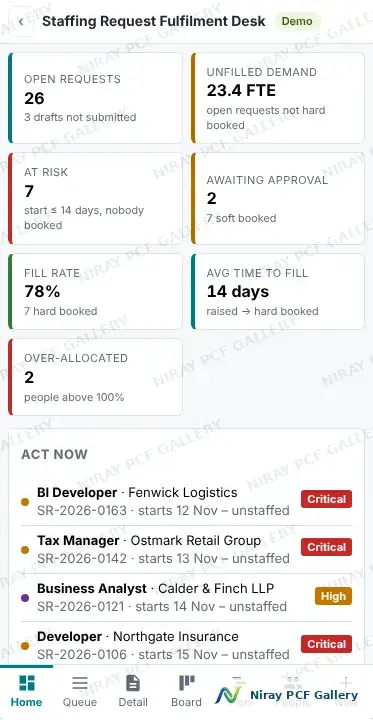 Staffing Request Fulfilment Desk Demo
OPEN REQUESTS
26
3 drafts not submitted
UNFILLED DEMAND
23.4 FTE
open requests not hard
booked
AT RISK
7
start ≤ 14 days, nobody
booked
AWAITING APPROVAL
2
7 soft booked
FILL RATE
78%
7 hard booked
AVG TIME TO FILL
14 days
raised → hard booked
OVER-ALLOCATED
2
people above 100%
ACT NOW
BI Developer · Fenwick Logistics
SR-2026-0163 · starts 12 Nov – unstaffed
Critical
Tax Manager · Ostmark Retail Group
SR-2026-0142 · starts 13 Nov – unstaffed
Critical
Business Analyst · Calder & Finch LLP
SR-2026-0121 · starts 14 Nov – unstaffed
High
Developer · Northgate Insurance
SR-2026-0106 · starts 15 Nov – unstaffed
Critical
Home Queue Detail Board People New
Niray PCF Gallery
NIRAY PCF GALLERY